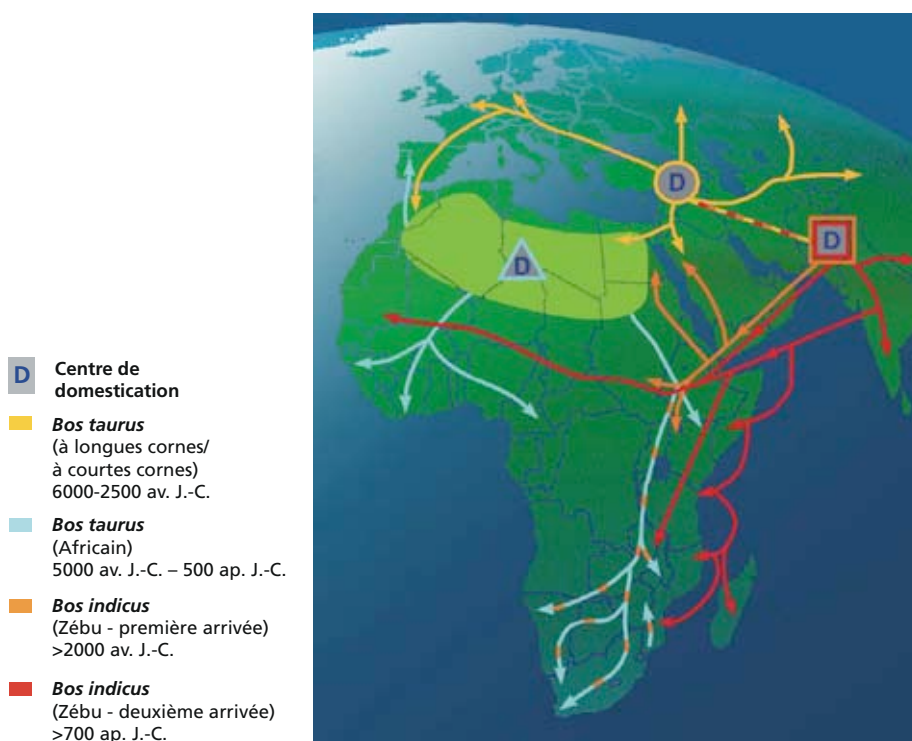 D
D
D
D Centre de
domestication
Bos taurus
(à longues cornes/
à courtes cornes)
6000-2500 av. J.-C.
Bos taurus
(Africain)
5000 av. J.-C. – 500 ap. J.-C.
Bos indicus
(Zébu - première arrivée)
>2000 av. J.-C.
Bos indicus
(Zébu - deuxième arrivée)
>700 ap. J.-C.